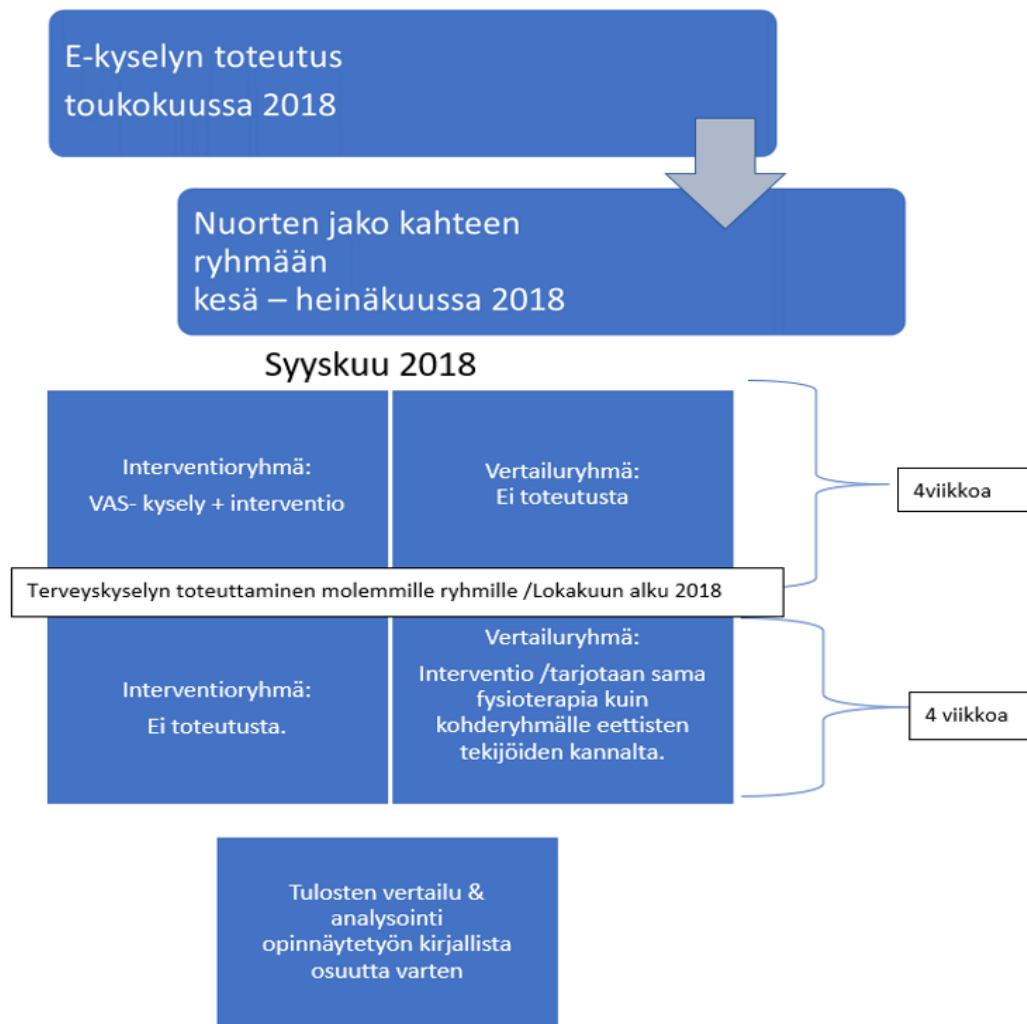 E-kyselyn toteutus
toukokuussa 2018
Nuorten jako kahteen
ryhmään
kesä – heinäkuussa 2018
Syyskuu 2018
Interventioryhmä:
VAS- kysely + interventio
Vertailuryhmä:
Ei toteutusta
4viikkoa
Terveyskyselyn toteuttaminen molemmille ryhmille /Lokakuun alku 2018
Interventioryhmä:
Ei toteutusta.
Vertailuryhmä:
Interventio /tarjotaan sama
fysioterapia kuin
kohderyhmälle eettisten
tekijöiden kannalta.
4 viikkoa
Tulosten vertailu &
analysointi
opinnäytetyön kirjallista
osuutta varten